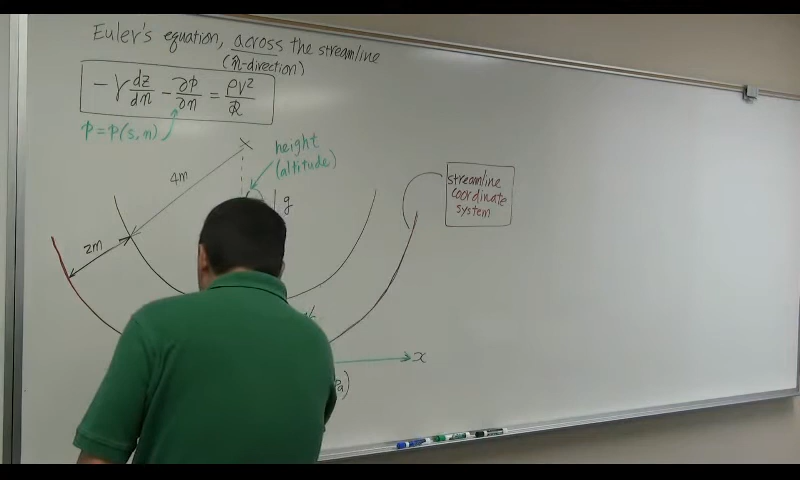 Euler's equation, across the streamline
(n̂-direction)
-γ dz/dn - ∂p/∂n = ρV²/R
p = p(s,n)
height
(altitude)
4m
g
streamline
coordinate
system
2m
x